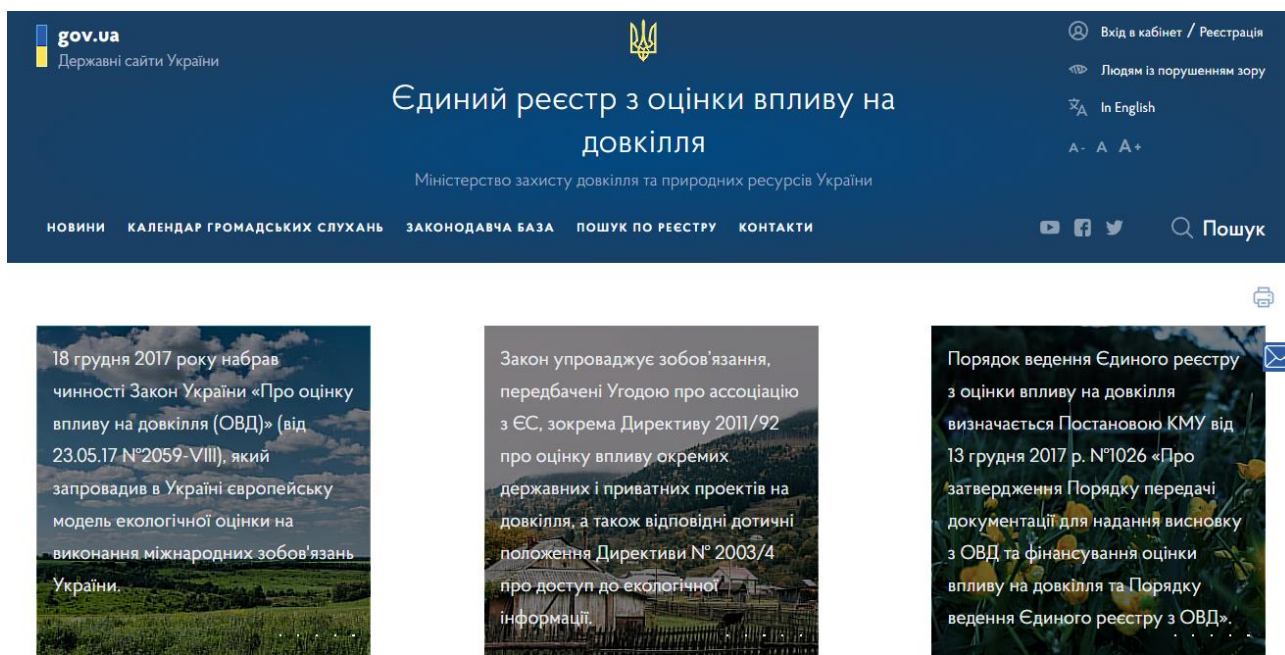 gov.ua
Державні сайти України
Єдиний реєстр з оцінки впливу на
довкілля
Міністерство захисту довкілля та природних ресурсів України
Вхід в кабінет / Реєстрація
Людям із порушенням зору
In English
A- A A+
НОВИНИ КАЛЕНДАР ГРОМАДСЬКИХ СЛУХАНЬ ЗАКОНОДАВЧА БАЗА ПОШУК ПО РЕЄСТРУ КОНТАКТИ
Пошук
18 грудня 2017 року набрав
чинності Закон України «Про оцінку
впливу на довкілля (ОВД)» (від
23.05.17 №2059-VIII), який
запровадив в Україні європейську
модель екологічної оцінки на
виконання міжнародних зобов'язань
України.
Закон упроваджує зобов’язання,
передбачені Угодою про ассоціацію
з ЄС, зокрема Директиву 2011/92
про оцінку впливу окремих
державних і приватних проектів на
довкілля, а також відповідні дотичні
положення Директиви № 2003/4
про доступ до екологічної
інформації.
Порядок ведення Єдиного реєстру
з оцінки впливу на довкілля
визначається Постановою КМУ від
13 грудня 2017 р. №1026 «Про
затвердження Порядку передачі
документації для надання висновку
з ОВД та фінансування оцінки
впливу на довкілля та Порядку
ведення Єдиного реєстру з ОВД».